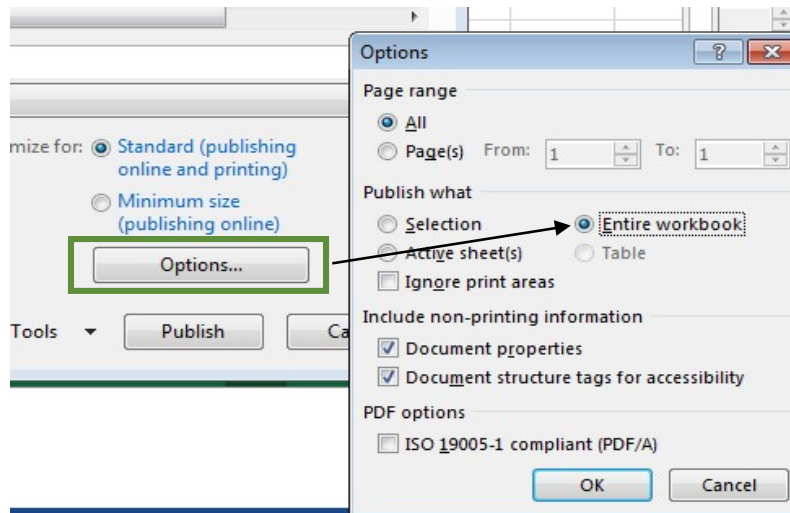 mize for: Standard (publishing
online and printing)
Minimum size
(publishing online)
Options...
Tools Publish Ca
Options
Page range
All
Page(s) From: 1 To: 1
Publish what
Selection Entire workbook
Active sheet(s) Table
Ignore print areas
Include non-printing information
Document properties
Document structure tags for accessibility
PDF options
ISO 19005-1 compliant (PDF/A)
OK Cancel